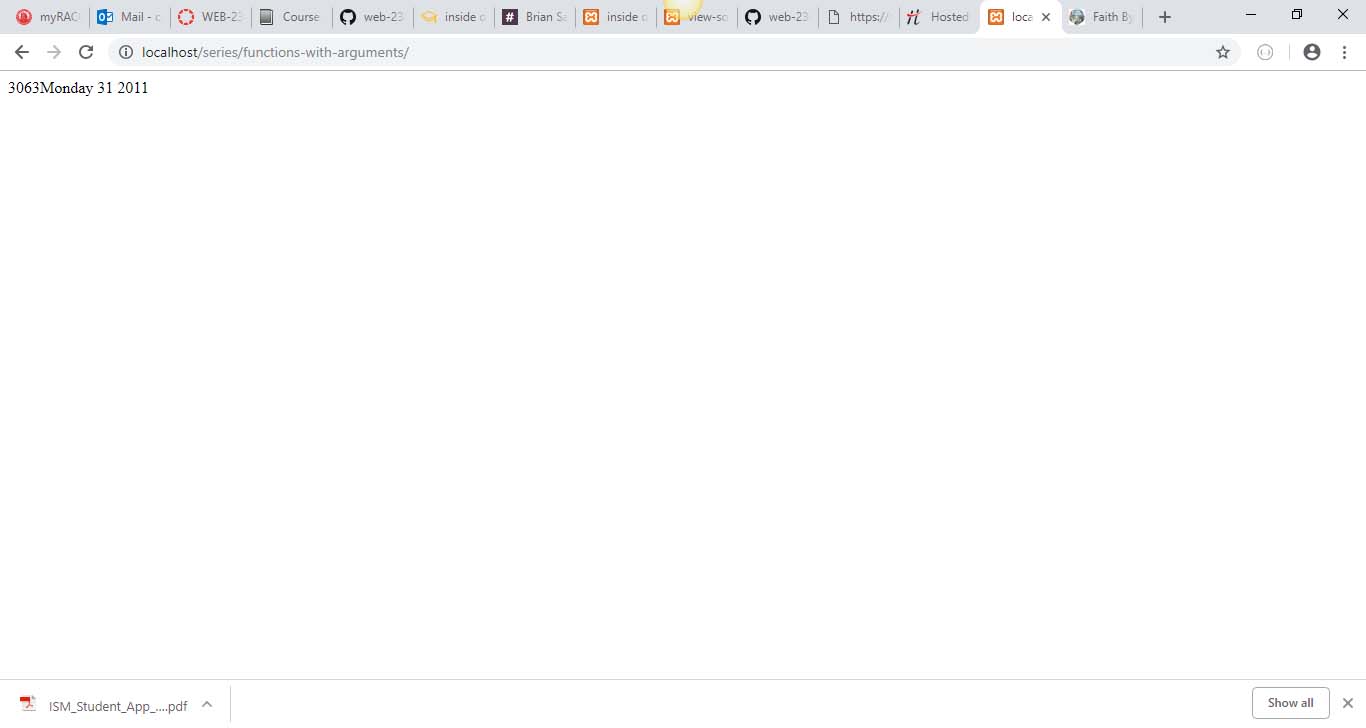 myRAC Mail - c WEB-23 Course web-23 inside o Brian Sa inside o view-so web-23 https:// Hosted loca Faith By
localhost/series/functions-with-arguments/
3063Monday 31 2011
ISM_Student_App_....pdf Show all